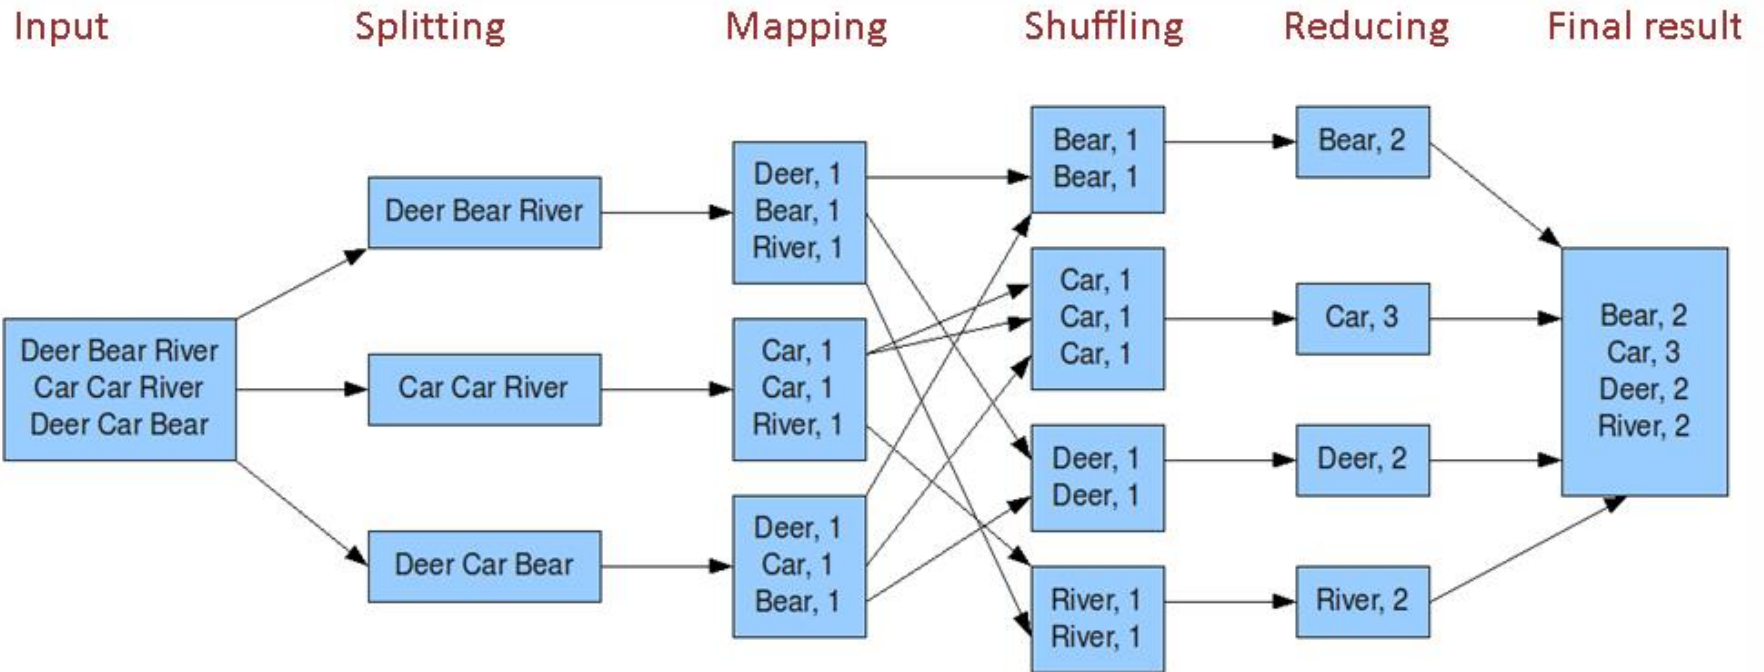 Input
Splitting
Mapping
Shuffling
Reducing
Final result
Deer Bear River
Car Car River
Deer Car Bear
Deer Bear River
Car Car River
Deer Car Bear
Deer, 1
Bear, 1
River, 1
Car, 1
Car, 1
River, 1
Deer, 1
Car, 1
Bear, 1
Bear, 1
Bear, 1
Car, 1
Car, 1
Car, 1
Deer, 1
Deer, 1
River, 1
River, 1
Bear, 2
Car, 3
Deer, 2
River, 2
Bear, 2
Car, 3
Deer, 2
River, 2